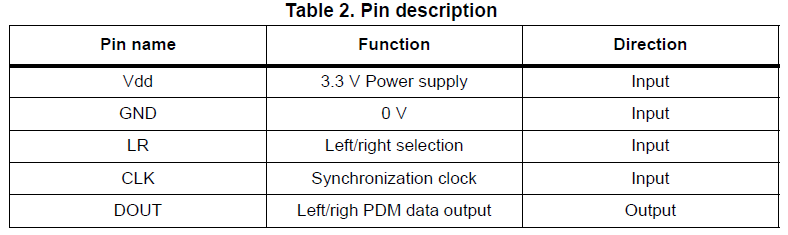 Table 2. Pin description
Pin name Function Direction
Vdd 3.3 V Power supply Input
GND 0 V Input
LR Left/right selection Input
CLK Synchronization clock Input
DOUT Left/righ PDM data output Output